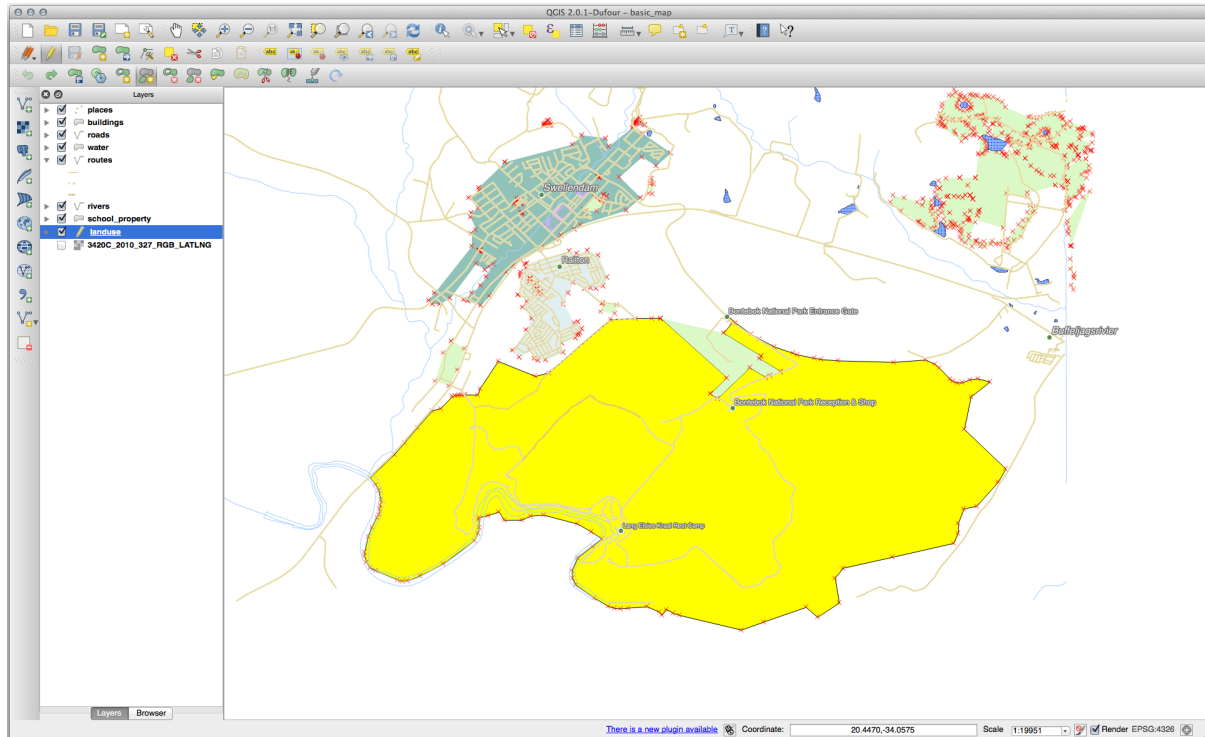 QGIS 2.0.1-Dufour - basic_map
Layers
places
buildings
roads
water
routes
rivers
school_property
landuse
3420C_2010_327_RGB_LATLNG
Swellendam
Railton
Bontebok National Park Entrance Gate
Buffeljagsrivier
Bontebok National Park Reception & Shop
Lang Elsies Kraal Rest Camp
Layers
Browser
There is a new plugin available
Coordinate:
20.4470,-34.0575
Scale
1:19951
Render
EPSG:4326